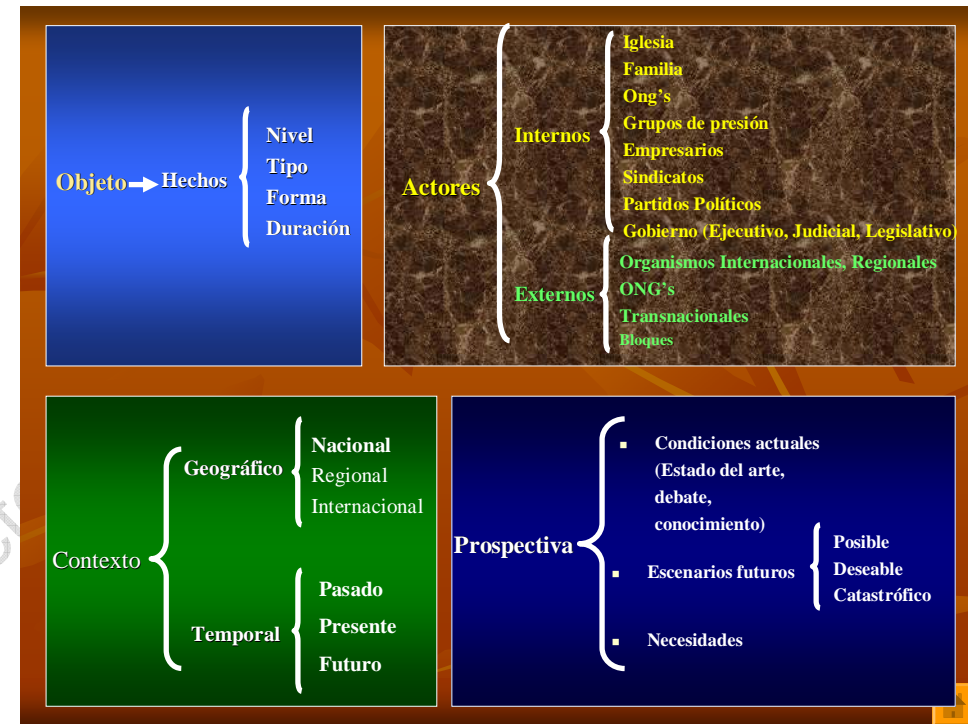 Objeto
Hechos
Nivel
Tipo
Forma
Duración
Actores
Internos
Iglesia
Familia
Ong's
Grupos de presión
Empresarios
Sindicatos
Partidos Políticos
Gobierno (Ejecutivo, Judicial, Legislativo)
Externos
Organismos Internacionales, Regionales
ONG's
Transnacionales
Bloques
Contexto
Geográfico
Nacional
Regional
Internacional
Temporal
Pasado
Presente
Futuro
Prospectiva
Condiciones actuales
(Estado del arte,
debate,
conocimiento)
Escenarios futuros
Posible
Deseable
Catastrófico
Necesidades